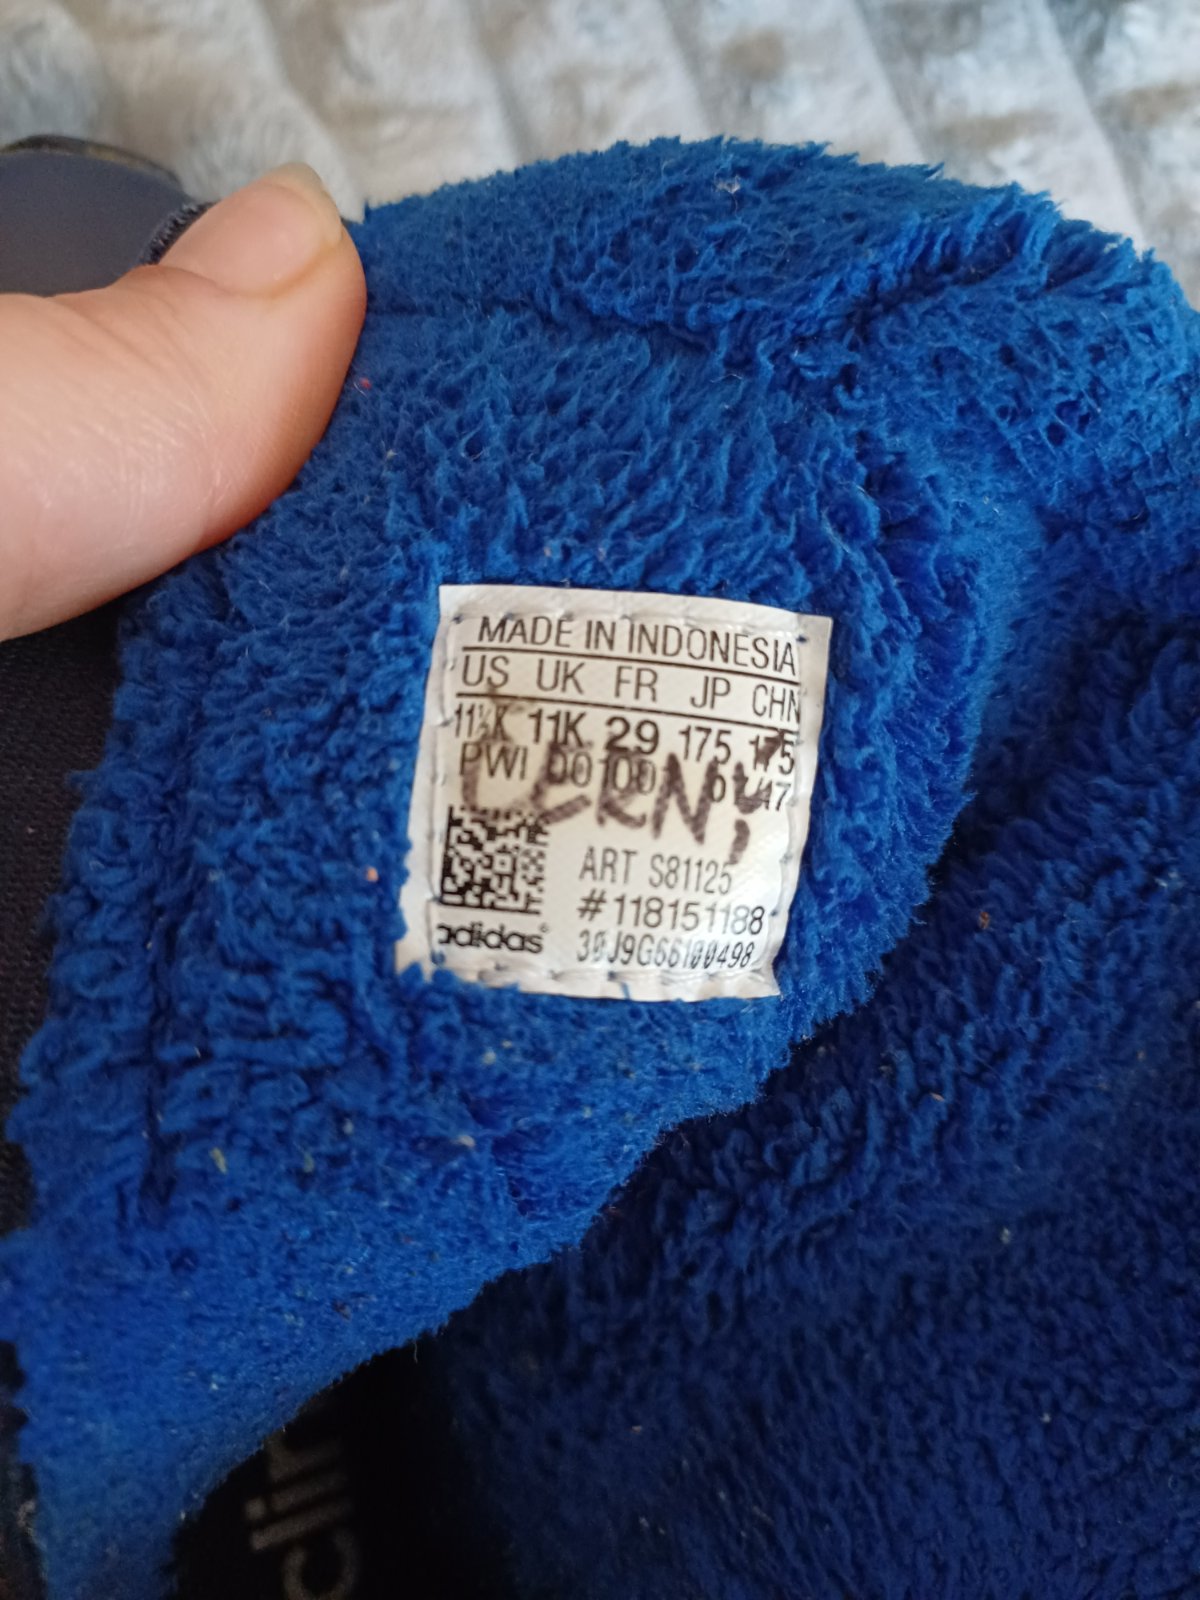 MADE IN INDONESIA
US UK FR JP CHN
11½K 11K 29 175 175
PWI
ART S81125
#118151188
adidas®
30J9G66100498
cli